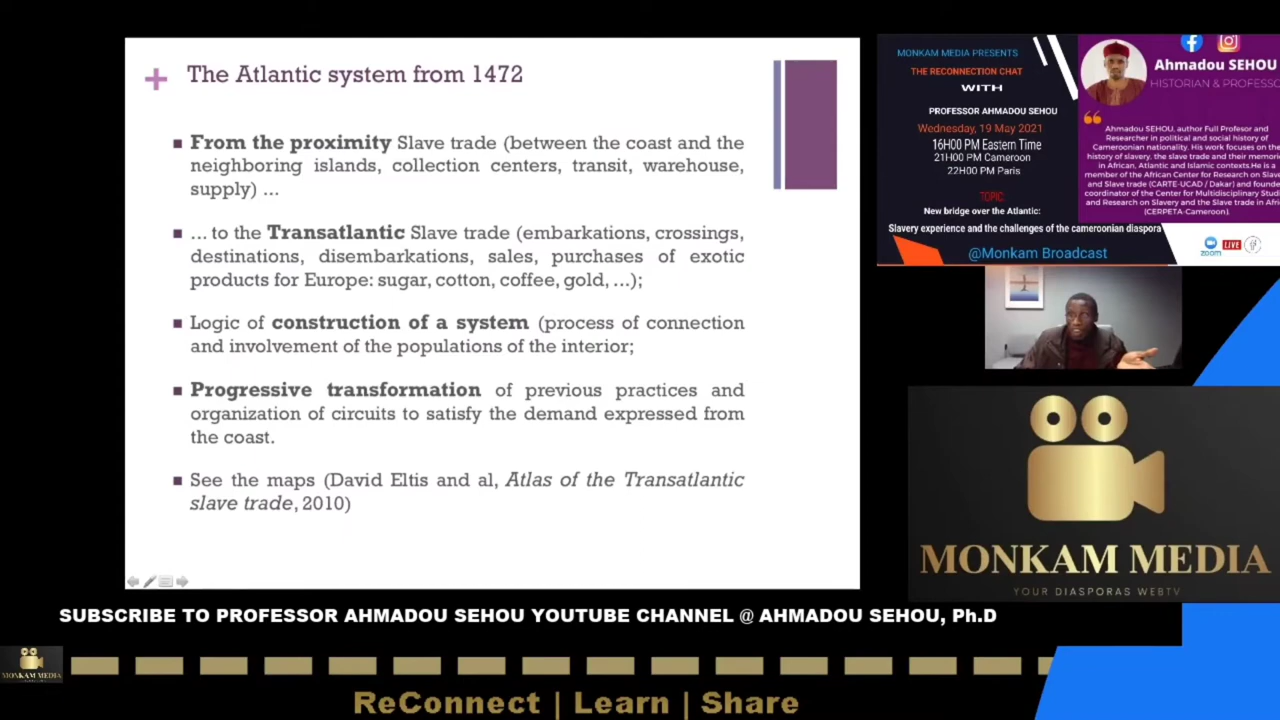 The Atlantic system from 1472
From the proximity Slave trade (between the coast and the
neighboring islands, collection centers, transit, warehouse,
supply) ...
... to the Transatlantic Slave trade (embarkations, crossings,
destinations, disembarkations, sales, purchases of exotic
products for Europe: sugar, cotton, coffee, gold, ...);
Logic of construction of a system (process of connection
and involvement of the populations of the interior;
Progressive transformation of previous practices and
organization of circuits to satisfy the demand expressed from
the coast.
See the maps (David Eltis and al, Atlas of the Transatlantic
slave trade, 2010)
MONKAM MEDIA PRESENTS
THE RECONNECTION CHAT
WITH
PROFESSOR AHMADOU SEHOU
Wednesday, 19 May 2021
16H00 PM Eastern Time
21H00 PM Cameroon
22H00 PM Paris
TOPIC:
New bridge over the Atlantic:
Slavery experience and the challenges of the cameroonian diaspora
@Monkam Broadcast
Ahmadou SEHOU
HISTORIAN & PROFESSO
Ahmadou SEHOU, author Full Profesor and
Researcher in political and social history of
Cameroonian nationality. His work focuses on the
history of slavery, the slave trade and their memori
in African, Atlantic and Islamic contexts.He is a
member of the African Center for Research on Slave
and Slave trade (CARTE-UCAD / Dakar) and founde
coordinator of the Center for Multidisciplinary Studi
and Research on Slavery and the Slave trade in Afri
(CERPETA-Cameroon).
zoom
LIVE
MONKAM MEDIA
YOUR DIASPORAS WEBTV
SUBSCRIBE TO PROFESSOR AHMADOU SEHOU YOUTUBE CHANNEL @ AHMADOU SEHOU, Ph.D
MONKAM MEDIA
ReConnect | Learn | Share